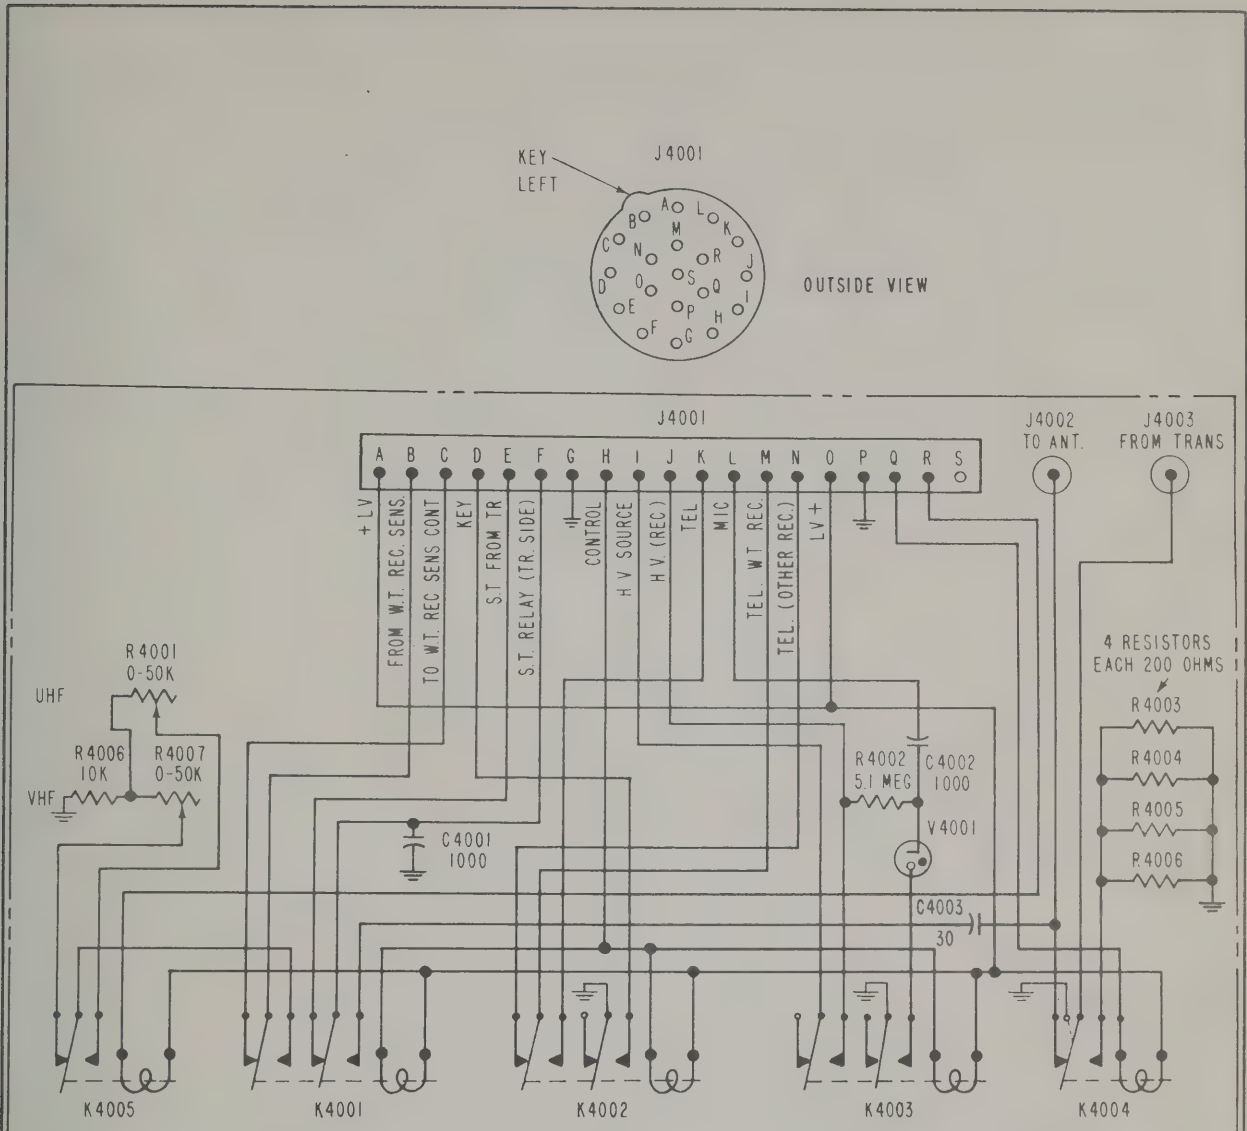 KEY
LEFT
J4001
A L
B M K
C N R J
D O S Q I
E P H
F G
OUTSIDE VIEW
J4001
A B C D E F G H I J K L M N O P Q R S
J4002
TO ANT.
J4003
FROM TRANS
+ LV
FROM W.T. REC. SENS.
TO W.T. REC SENS CONT
KEY
S.T FROM TR
S.T. RELAY (TR. SIDE)
CONTROL
H V SOURCE
H V. (REC)
TEL
MIC
TEL. WT REC.
TEL. (OTHER REC.)
LV +
4 RESISTORS
EACH 200 OHMS
R4003
R4004
R4005
R4006
R4001
0-50K
UHF
R4006
10K
R4007
0-50K
VHF
C4001
1000
R4002
5.1 MEG
C4002
1000
V4001
C4003
30
K4005
K4001
K4002
K4003
K4004